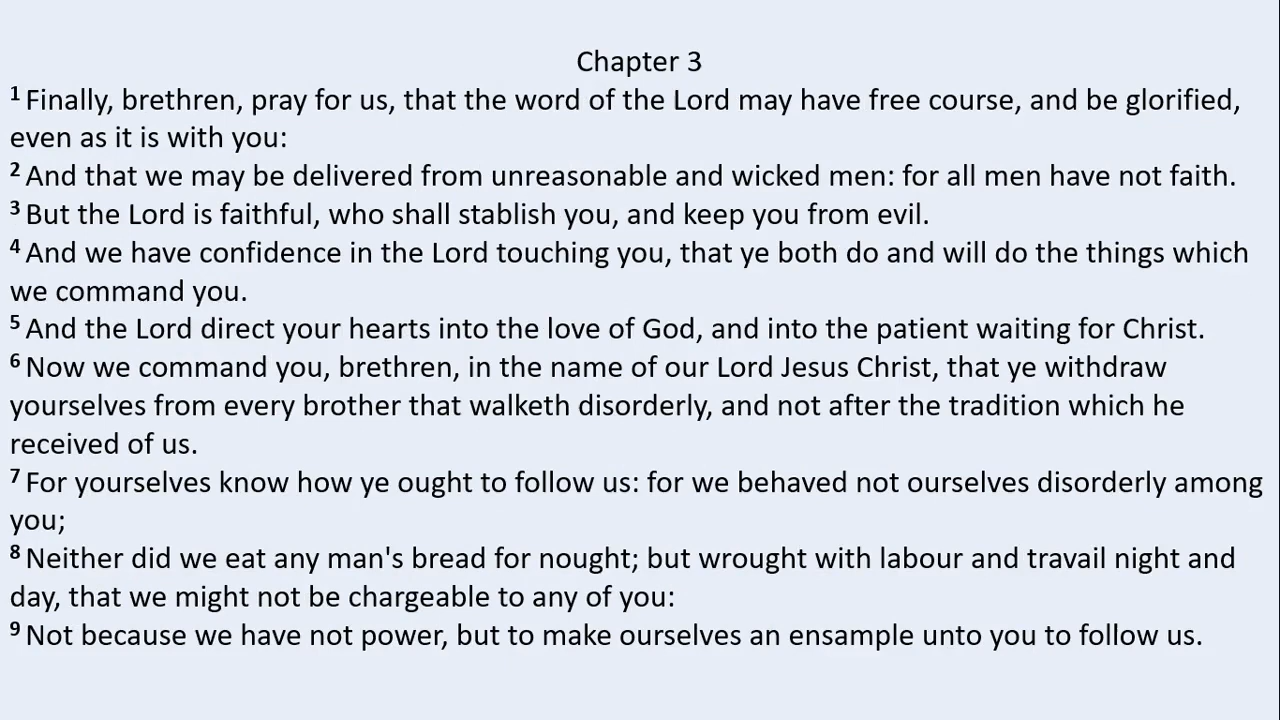 Chapter 3
1 Finally, brethren, pray for us, that the word of the Lord may have free course, and be glorified,
even as it is with you:
2 And that we may be delivered from unreasonable and wicked men: for all men have not faith.
3 But the Lord is faithful, who shall stablish you, and keep you from evil.
4 And we have confidence in the Lord touching you, that ye both do and will do the things which
we command you.
5 And the Lord direct your hearts into the love of God, and into the patient waiting for Christ.
6 Now we command you, brethren, in the name of our Lord Jesus Christ, that ye withdraw
yourselves from every brother that walketh disorderly, and not after the tradition which he
received of us.
7 For yourselves know how ye ought to follow us: for we behaved not ourselves disorderly among
you;
8 Neither did we eat any man's bread for nought; but wrought with labour and travail night and
day, that we might not be chargeable to any of you:
9 Not because we have not power, but to make ourselves an ensample unto you to follow us.